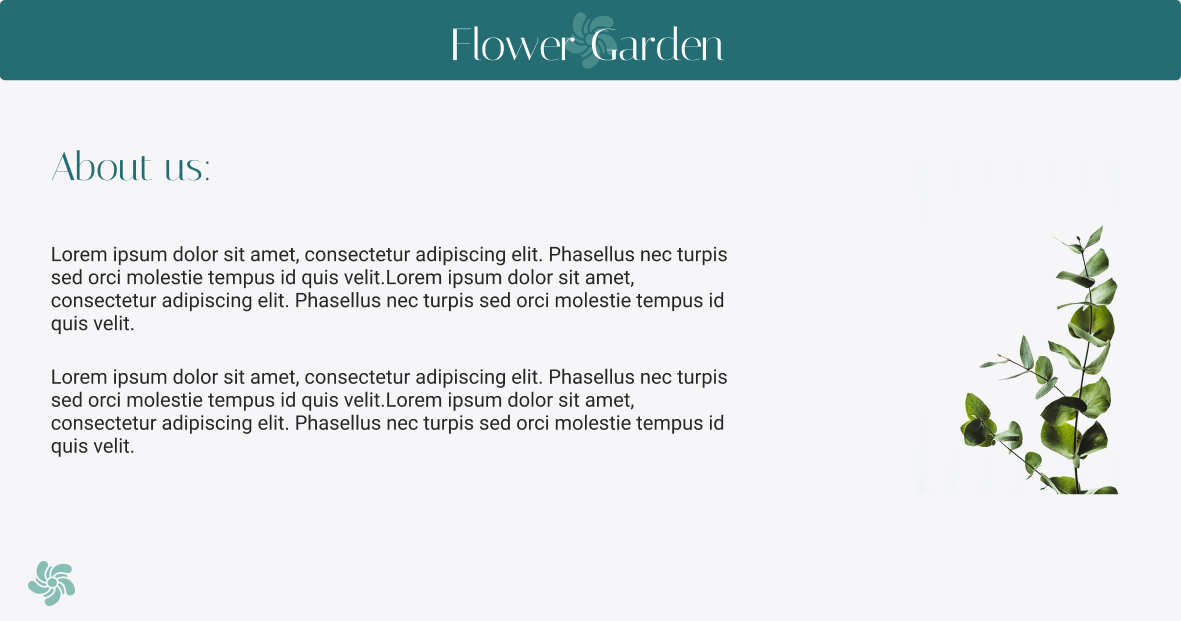 Flower Garden
About us:
Lorem ipsum dolor sit amet, consectetur adipiscing elit. Phasellus nec turpis
sed orci molestie tempus id quis velit.Lorem ipsum dolor sit amet,
consectetur adipiscing elit. Phasellus nec turpis sed orci molestie tempus id
quis velit.
Lorem ipsum dolor sit amet, consectetur adipiscing elit. Phasellus nec turpis
sed orci molestie tempus id quis velit.Lorem ipsum dolor sit amet,
consectetur adipiscing elit. Phasellus nec turpis sed orci molestie tempus id
quis velit.